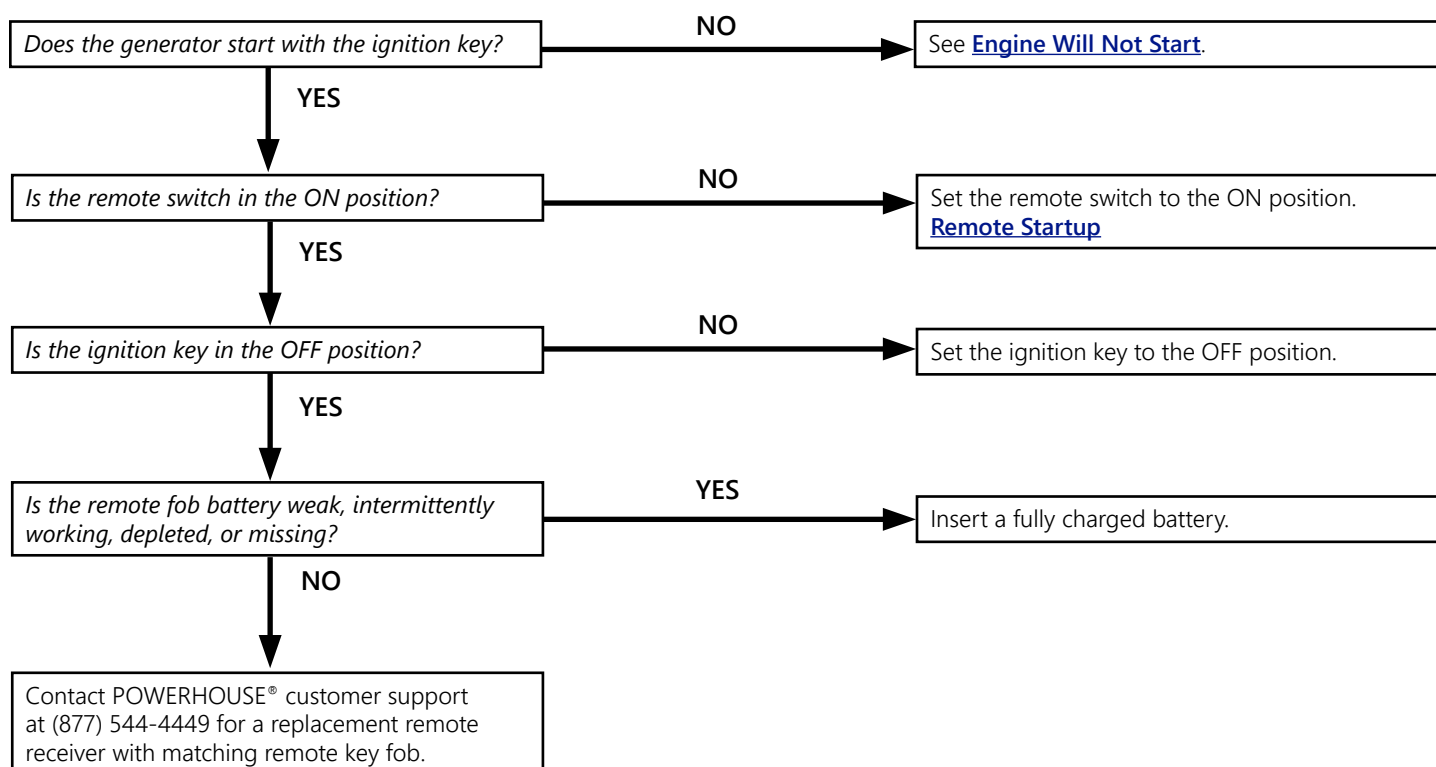 Does the generator start with the ignition key?
NO
See Engine Will Not Start.
YES
Is the remote switch in the ON position?
NO
Set the remote switch to the ON position.
Remote Startup
YES
Is the ignition key in the OFF position?
NO
Set the ignition key to the OFF position.
YES
Is the remote fob battery weak, intermittently
working, depleted, or missing?
YES
Insert a fully charged battery.
NO
Contact POWERHOUSE® customer support
at (877) 544-4449 for a replacement remote
receiver with matching remote key fob.